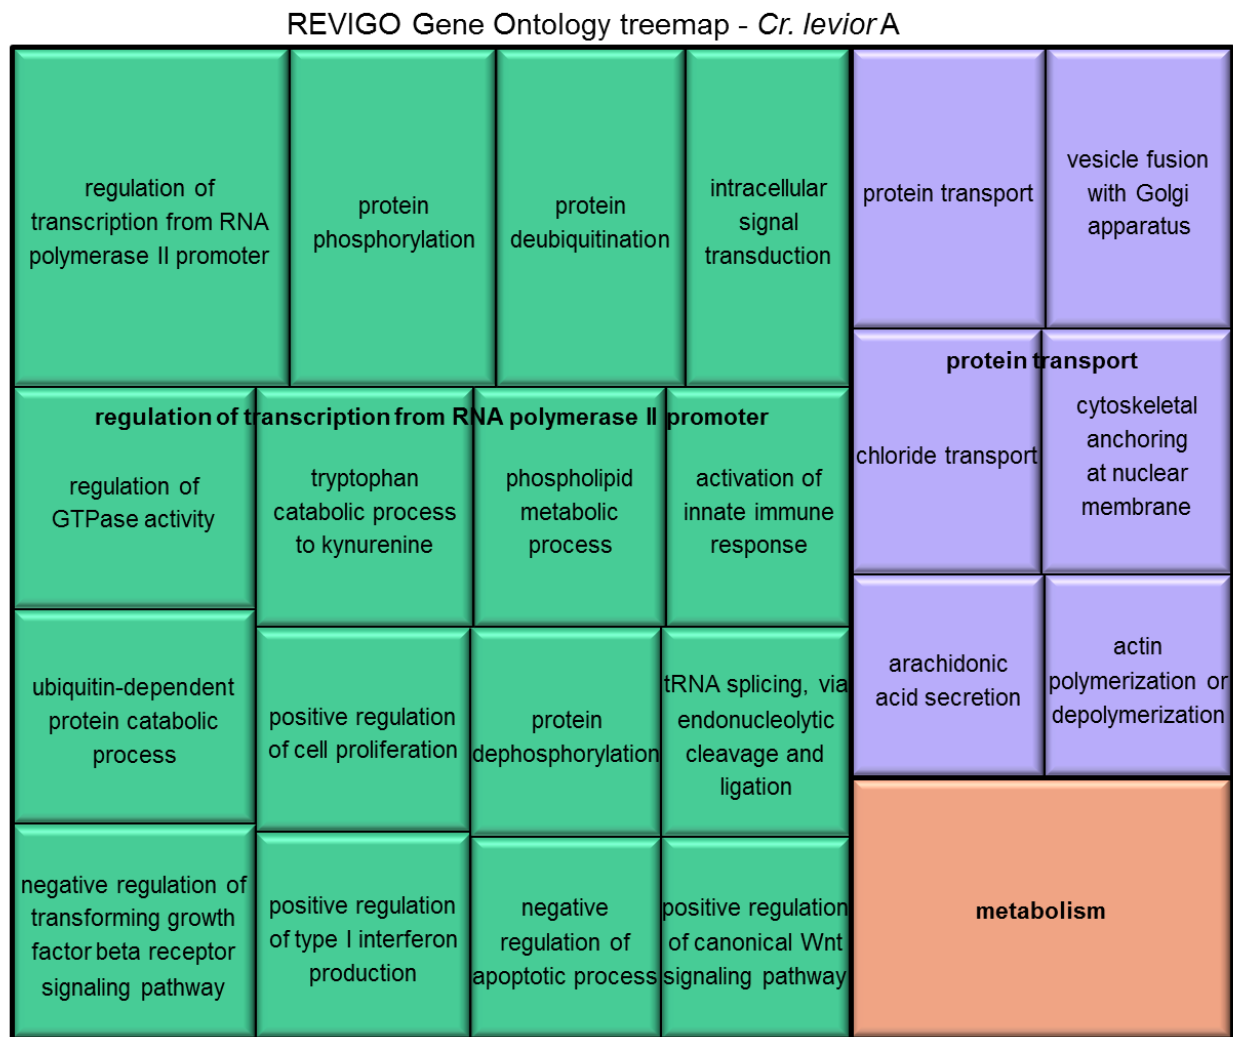 REVIGO Gene Ontology treemap - Cr. levior A
regulation of
transcription from RNA
polymerase II promoter
protein
phosphorylation
protein
deubiquitination
intracellular
signal
transduction
regulation of transcription from RNA polymerase II promoter
regulation of
GTPase activity
tryptophan
catabolic process
to kynurenine
phospholipid
metabolic
process
activation of
innate immune
response
ubiquitin-dependent
protein catabolic
process
positive regulation
of cell proliferation
protein
dephosphorylation
tRNA splicing, via
endonucleolytic
cleavage and
ligation
negative regulation of
transforming growth
factor beta receptor
signaling pathway
positive regulation
of type I interferon
production
negative
regulation of
apoptotic process
positive regulation
of canonical Wnt
signaling pathway
protein transport
vesicle fusion
with Golgi
apparatus
protein transport
chloride transport
cytoskeletal
anchoring
at nuclear
membrane
arachidonic
acid secretion
actin
polymerization or
depolymerization
metabolism